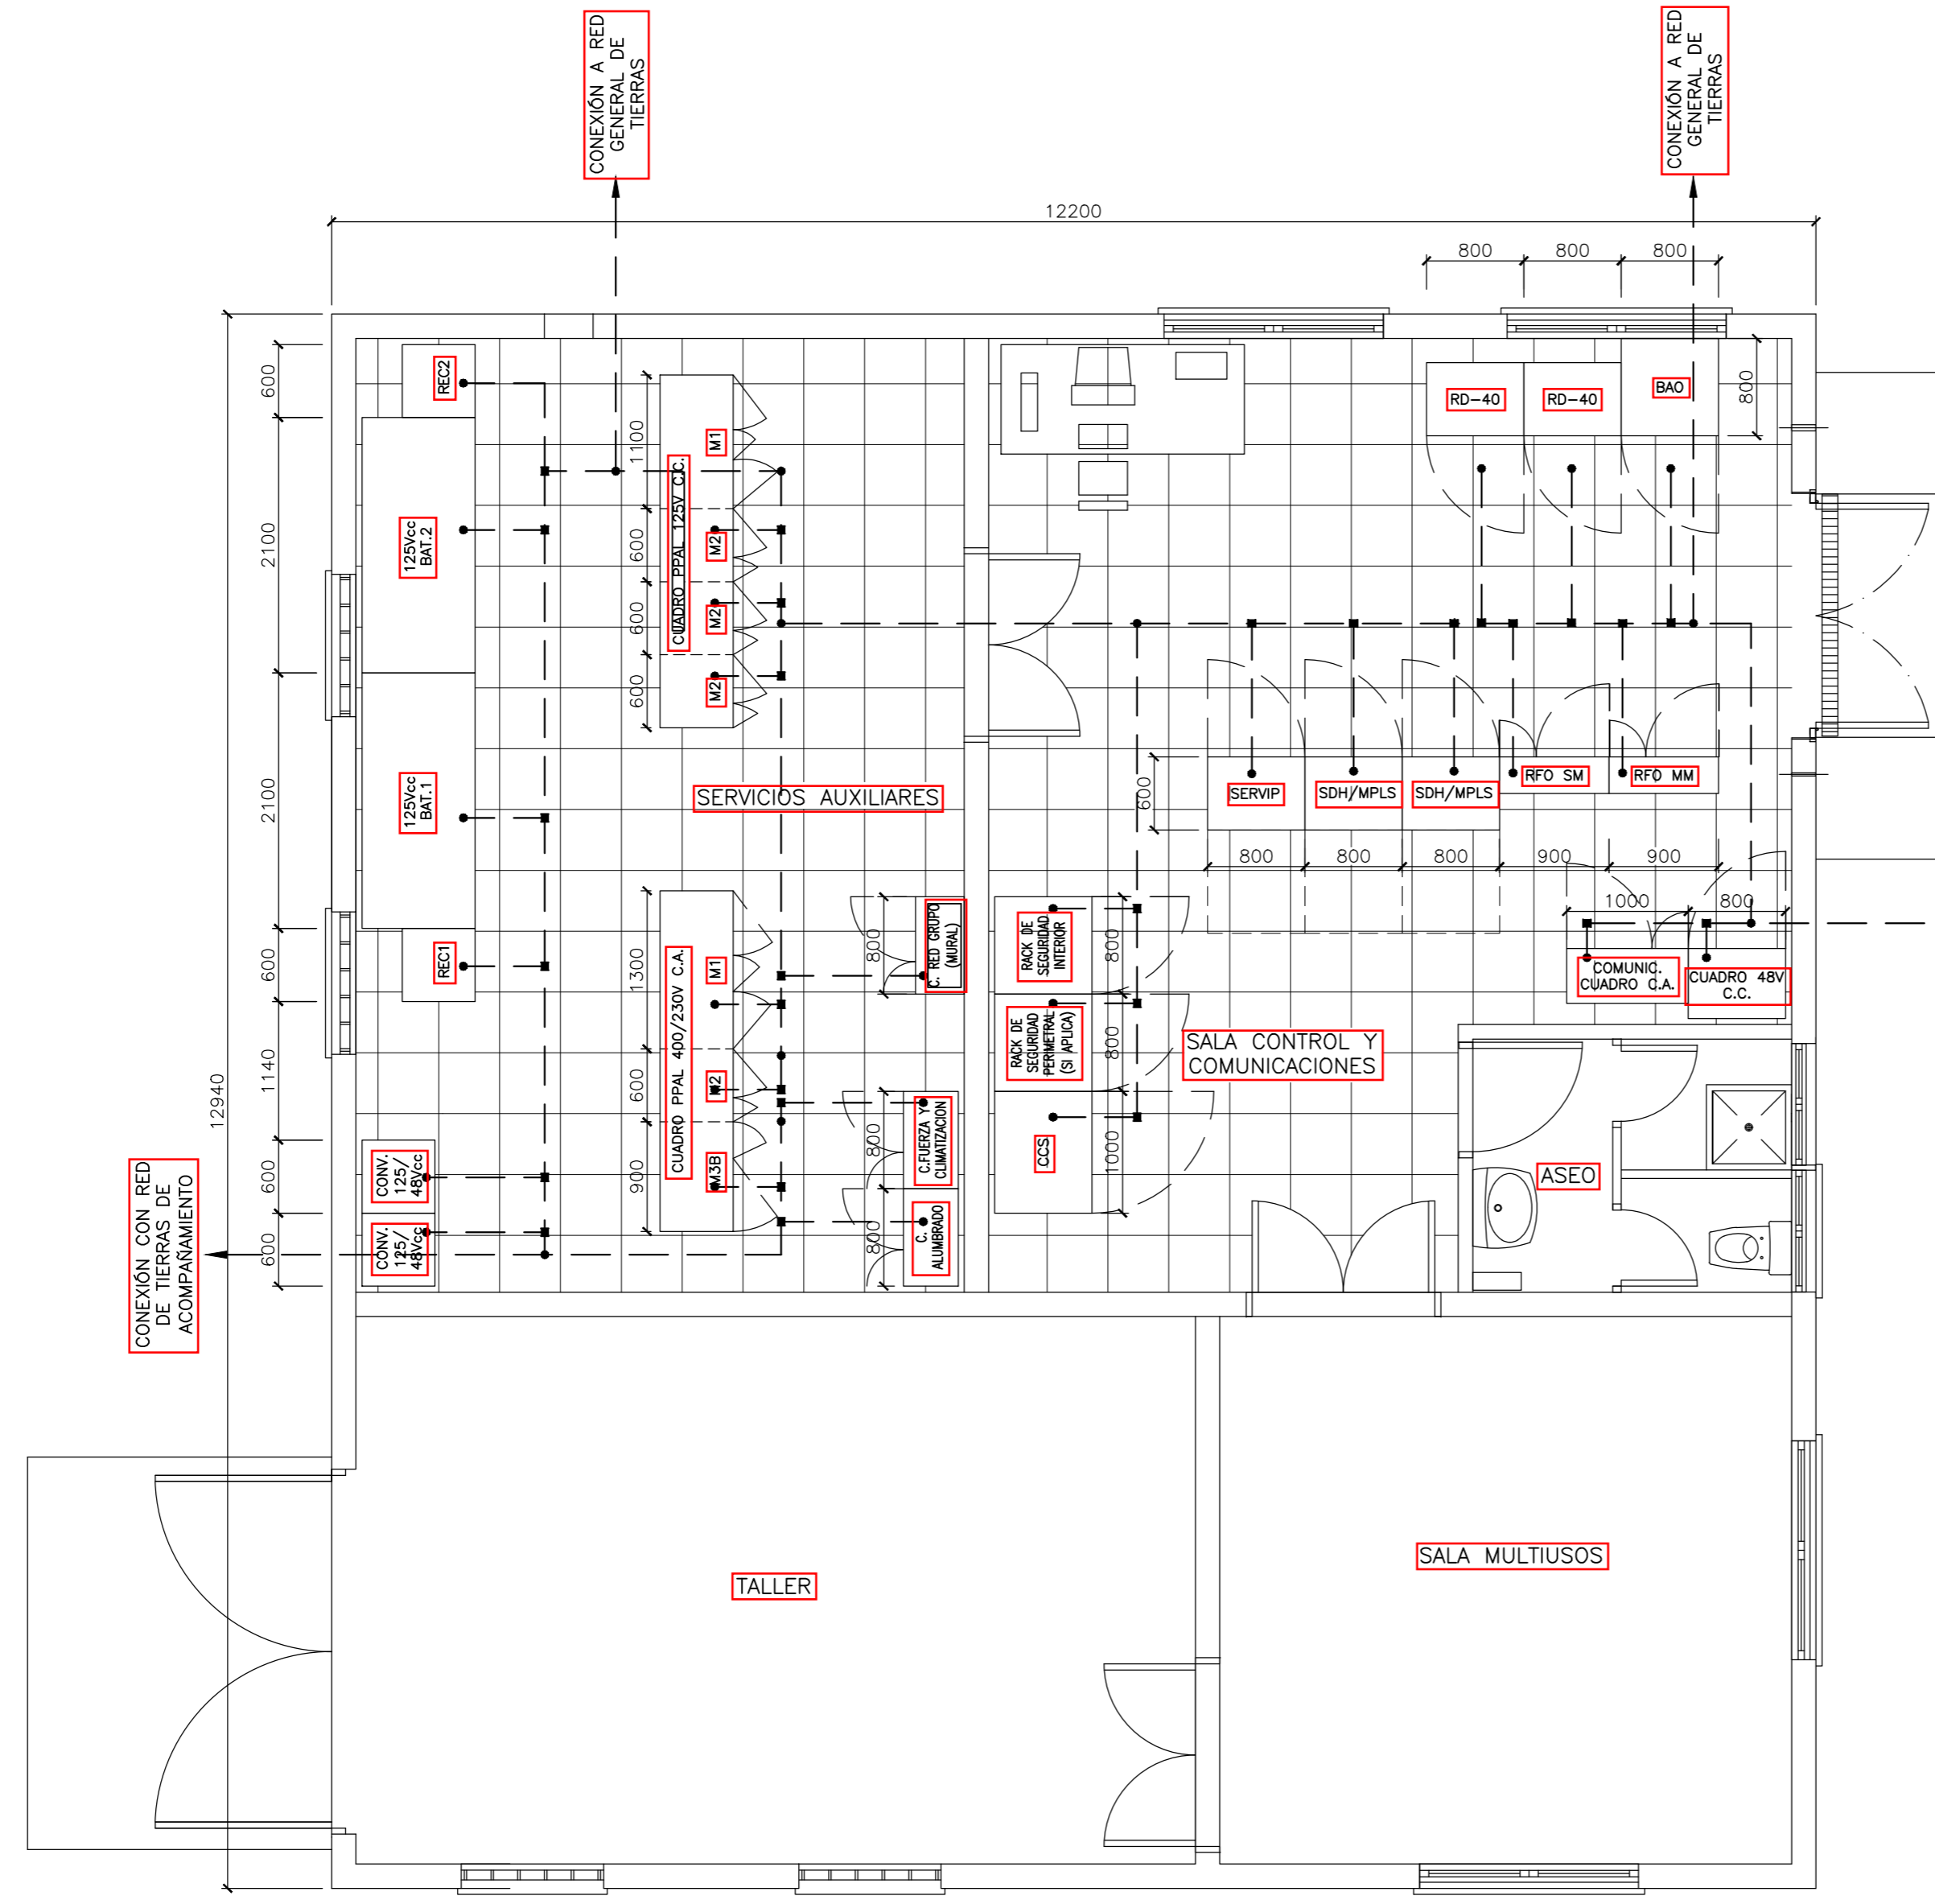 CONEXIÓN A RED
GENERAL DE
TIERRAS
CONEXIÓN A RED
GENERAL DE
TIERRAS
12200
800
800
800
REC2
600
M1
1100
CUADRO PPAL 125V C.C.
RD-40
RD-40
BAO
800
125Vcc
BAT.2
2100
M2
600
M2
600
M2
600
125Vcc
BAT.1
2100
SERVICIOS AUXILIARES
600
SERVIP
SDH/MPLS
SDH/MPLS
RFO SM
RFO MM
800
800
800
900
900
1000
800
REC1
600
1300
M1
CUADRO PPAL 400/230V C.A.
800
C. RED GRUPO
(MURAL)
RACK DE
SEGURIDAD
INTERIOR
800
COMUNIC.
CUADRO C.A.
CUADRO 48V
C.C.
1140
600
M2
RACK DE
SEGURIDAD
PERIMETRAL
(SI APLICA)
800
SALA CONTROL Y
COMUNICACIONES
12940
CONV.
125/
48Vcc
600
900
M3B
800
C.FUERZA Y
CLIMATIZACION
CCS
1000
ASEO
CONEXIÓN CON RED
DE TIERRAS DE
ACOMPAÑAMIENTO
CONV.
125/
48Vcc
600
800
C.
ALUMBRADO
TALLER
SALA MULTIUSOS